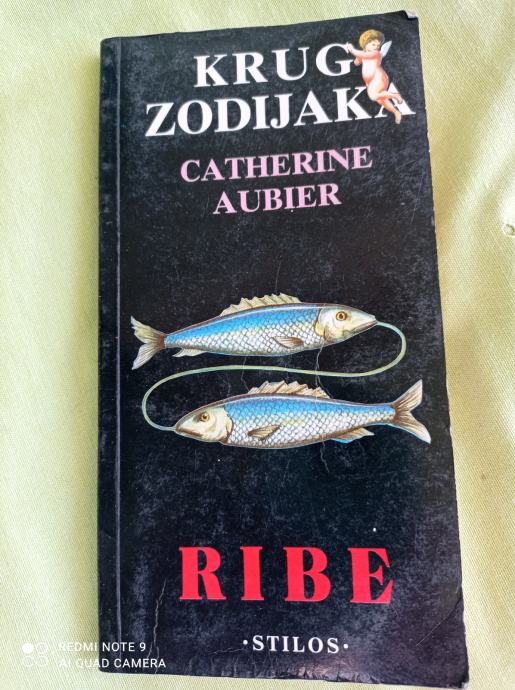 KRUG
ZODIJAKA
CATHERINE
AUBIER
RIBE
·STILOS·
REDMI NOTE 9
AI QUAD CAMERA